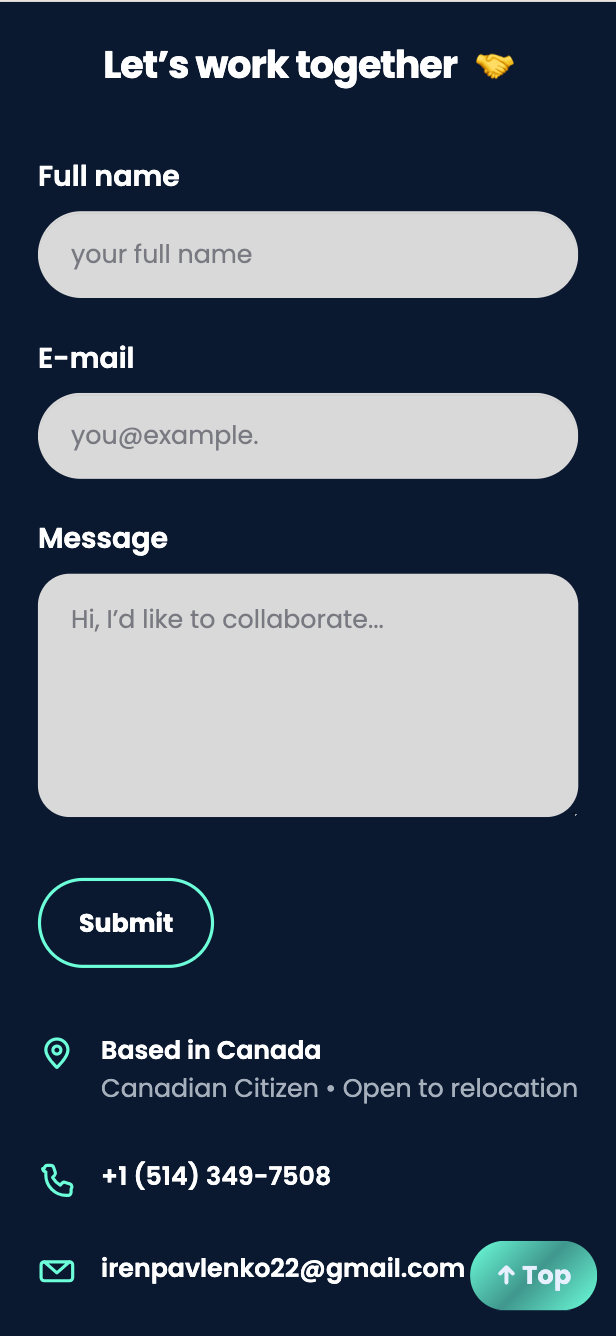 Let’s work together 🤝
Full name
your full name
E-mail
you@example.
Message
Hi, I’d like to collaborate...
Submit
Based in Canada
Canadian Citizen • Open to relocation
+1 (514) 349-7508
irenpavlenko22@gmail.com
↑ Top